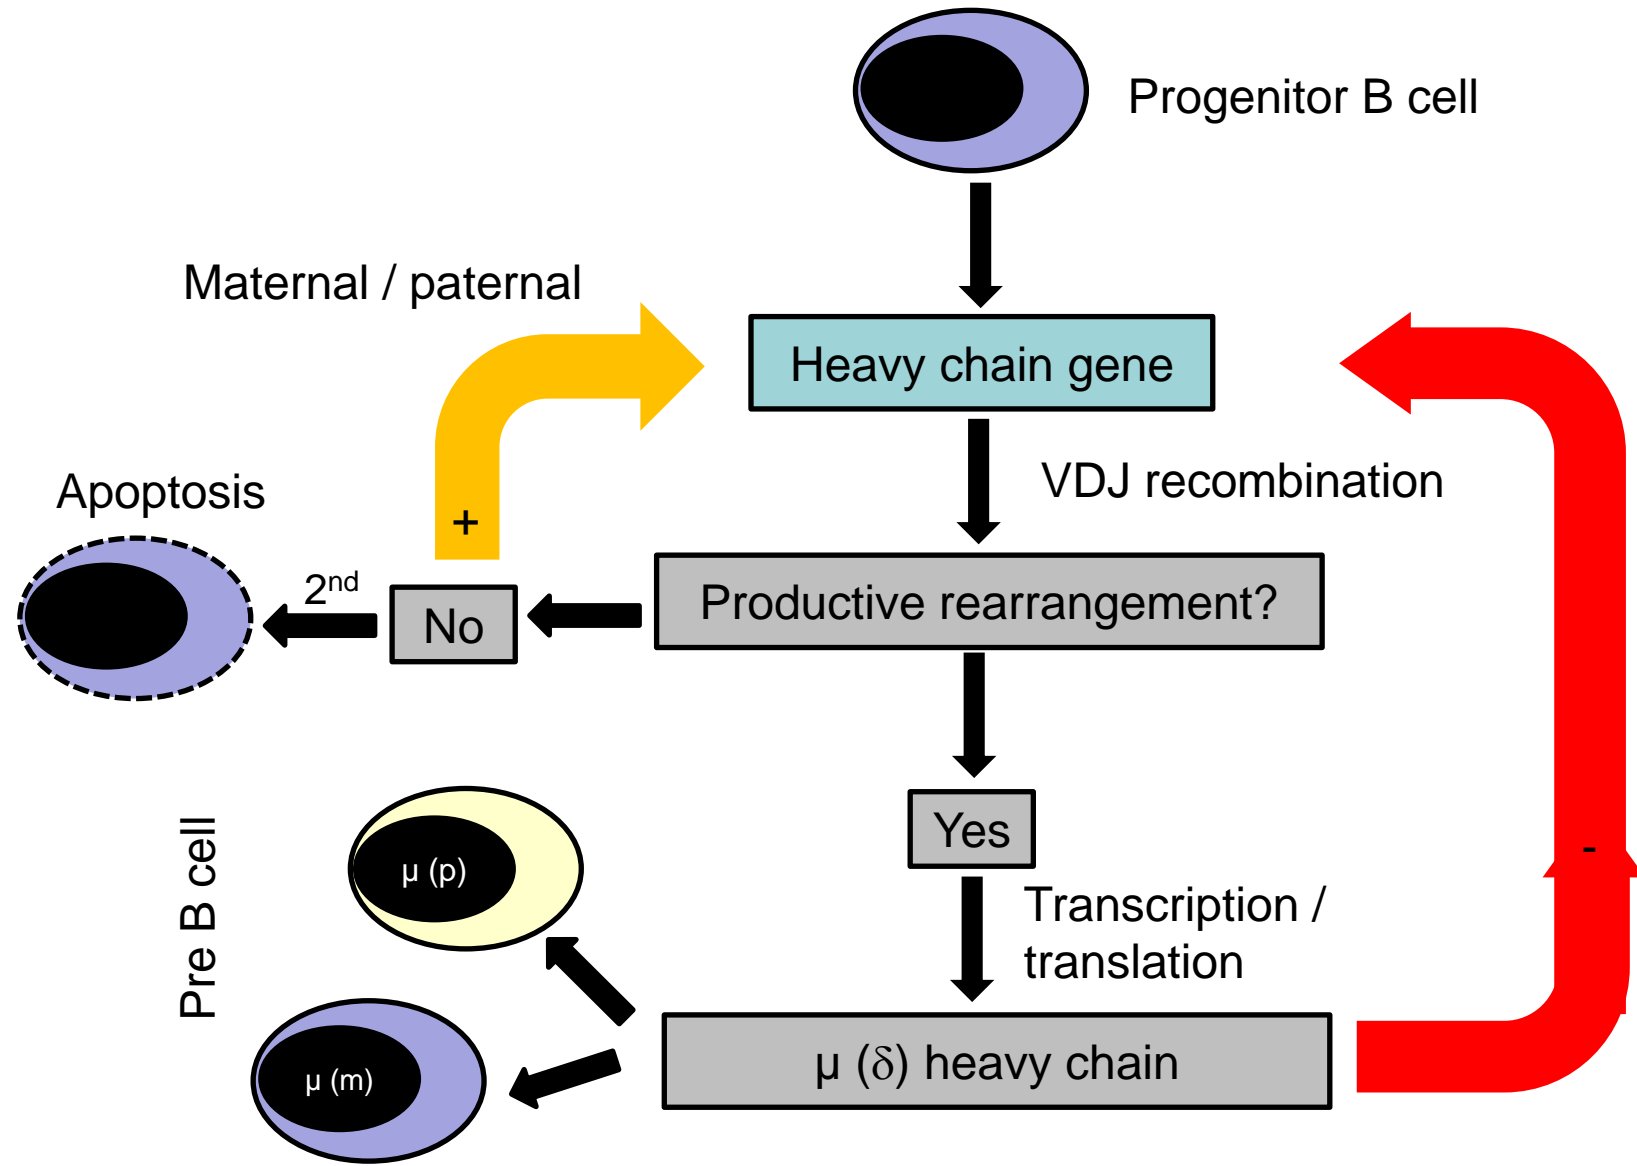 Progenitor B cell
Maternal / paternal
Heavy chain gene
VDJ recombination
Apoptosis
+
2nd
No
Productive rearrangement?
Yes
-
Transcription /
translation
Pre B cell
µ (p)
µ (m)
µ (δ) heavy chain